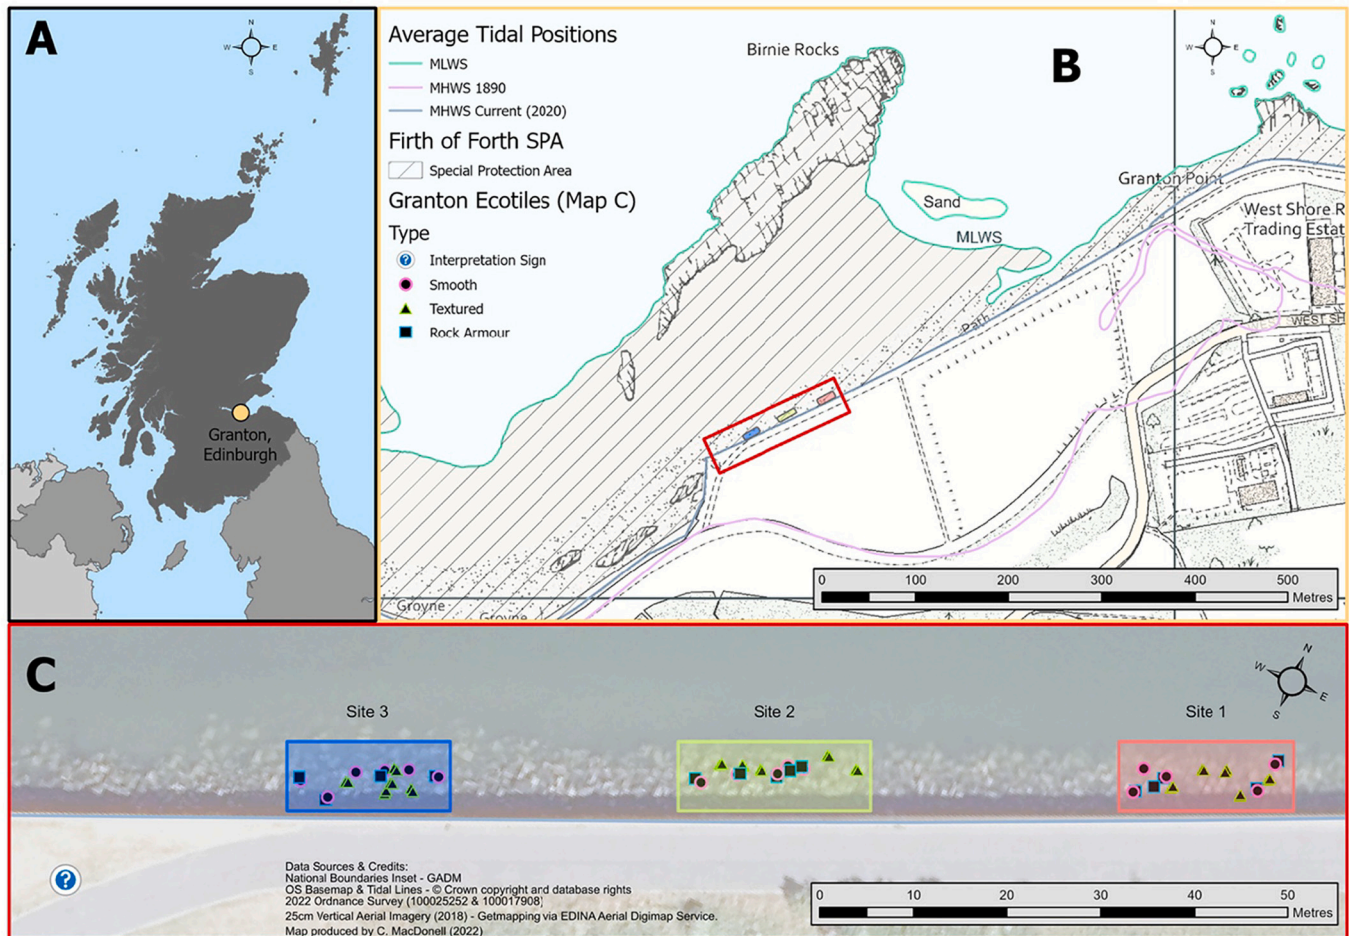 A
N
W
E
S
Granton,
Edinburgh
Average Tidal Positions
MLWS
MHWS 1890
MHWS Current (2020)
Firth of Forth SPA
Special Protection Area
Granton Ecotiles (Map C)
Type
? Interpretation Sign
Smooth
Textured
Rock Armour
Birnie Rocks
B
N
W
E
S
Granton Point
West Shore R
Trading Estat
Sand
MLWS
Path
WEST SH
Groyne
Groyne
0 100 200 300 400 500
Metres
C
N
W
E
S
Site 3
Site 2
Site 1
?
Data Sources & Credits:
National Boundaries Inset - GADM
OS Basemap & Tidal Lines - © Crown copyright and database rights
2022 Ordnance Survey (100025252 & 100017908)
25cm Vertical Aerial Imagery (2018) - Getmapping via EDINA Aerial Digimap Service.
Map produced by C. MacDonell (2022)
0 10 20 30 40 50
Metres